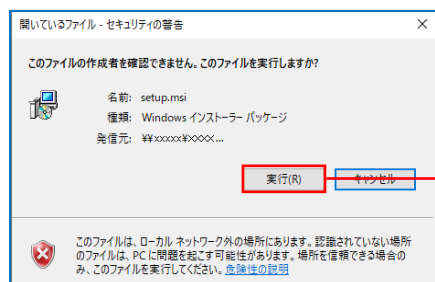 開いているファイル - セキュリティの警告
このファイルの作成者を確認できません。このファイルを実行しますか?
名前: setup.msi
種類: Windows インストーラー パッケージ
発信元: ¥¥xxxxx¥xxxx...
実行(R)
キャンセル
このファイルは、ローカル ネットワーク外の場所にあります。認識されていない場所
のファイルは、PC に問題を起こす可能性があります。場所を信頼できる場合の
み、このファイルを実行してください。危険性の説明